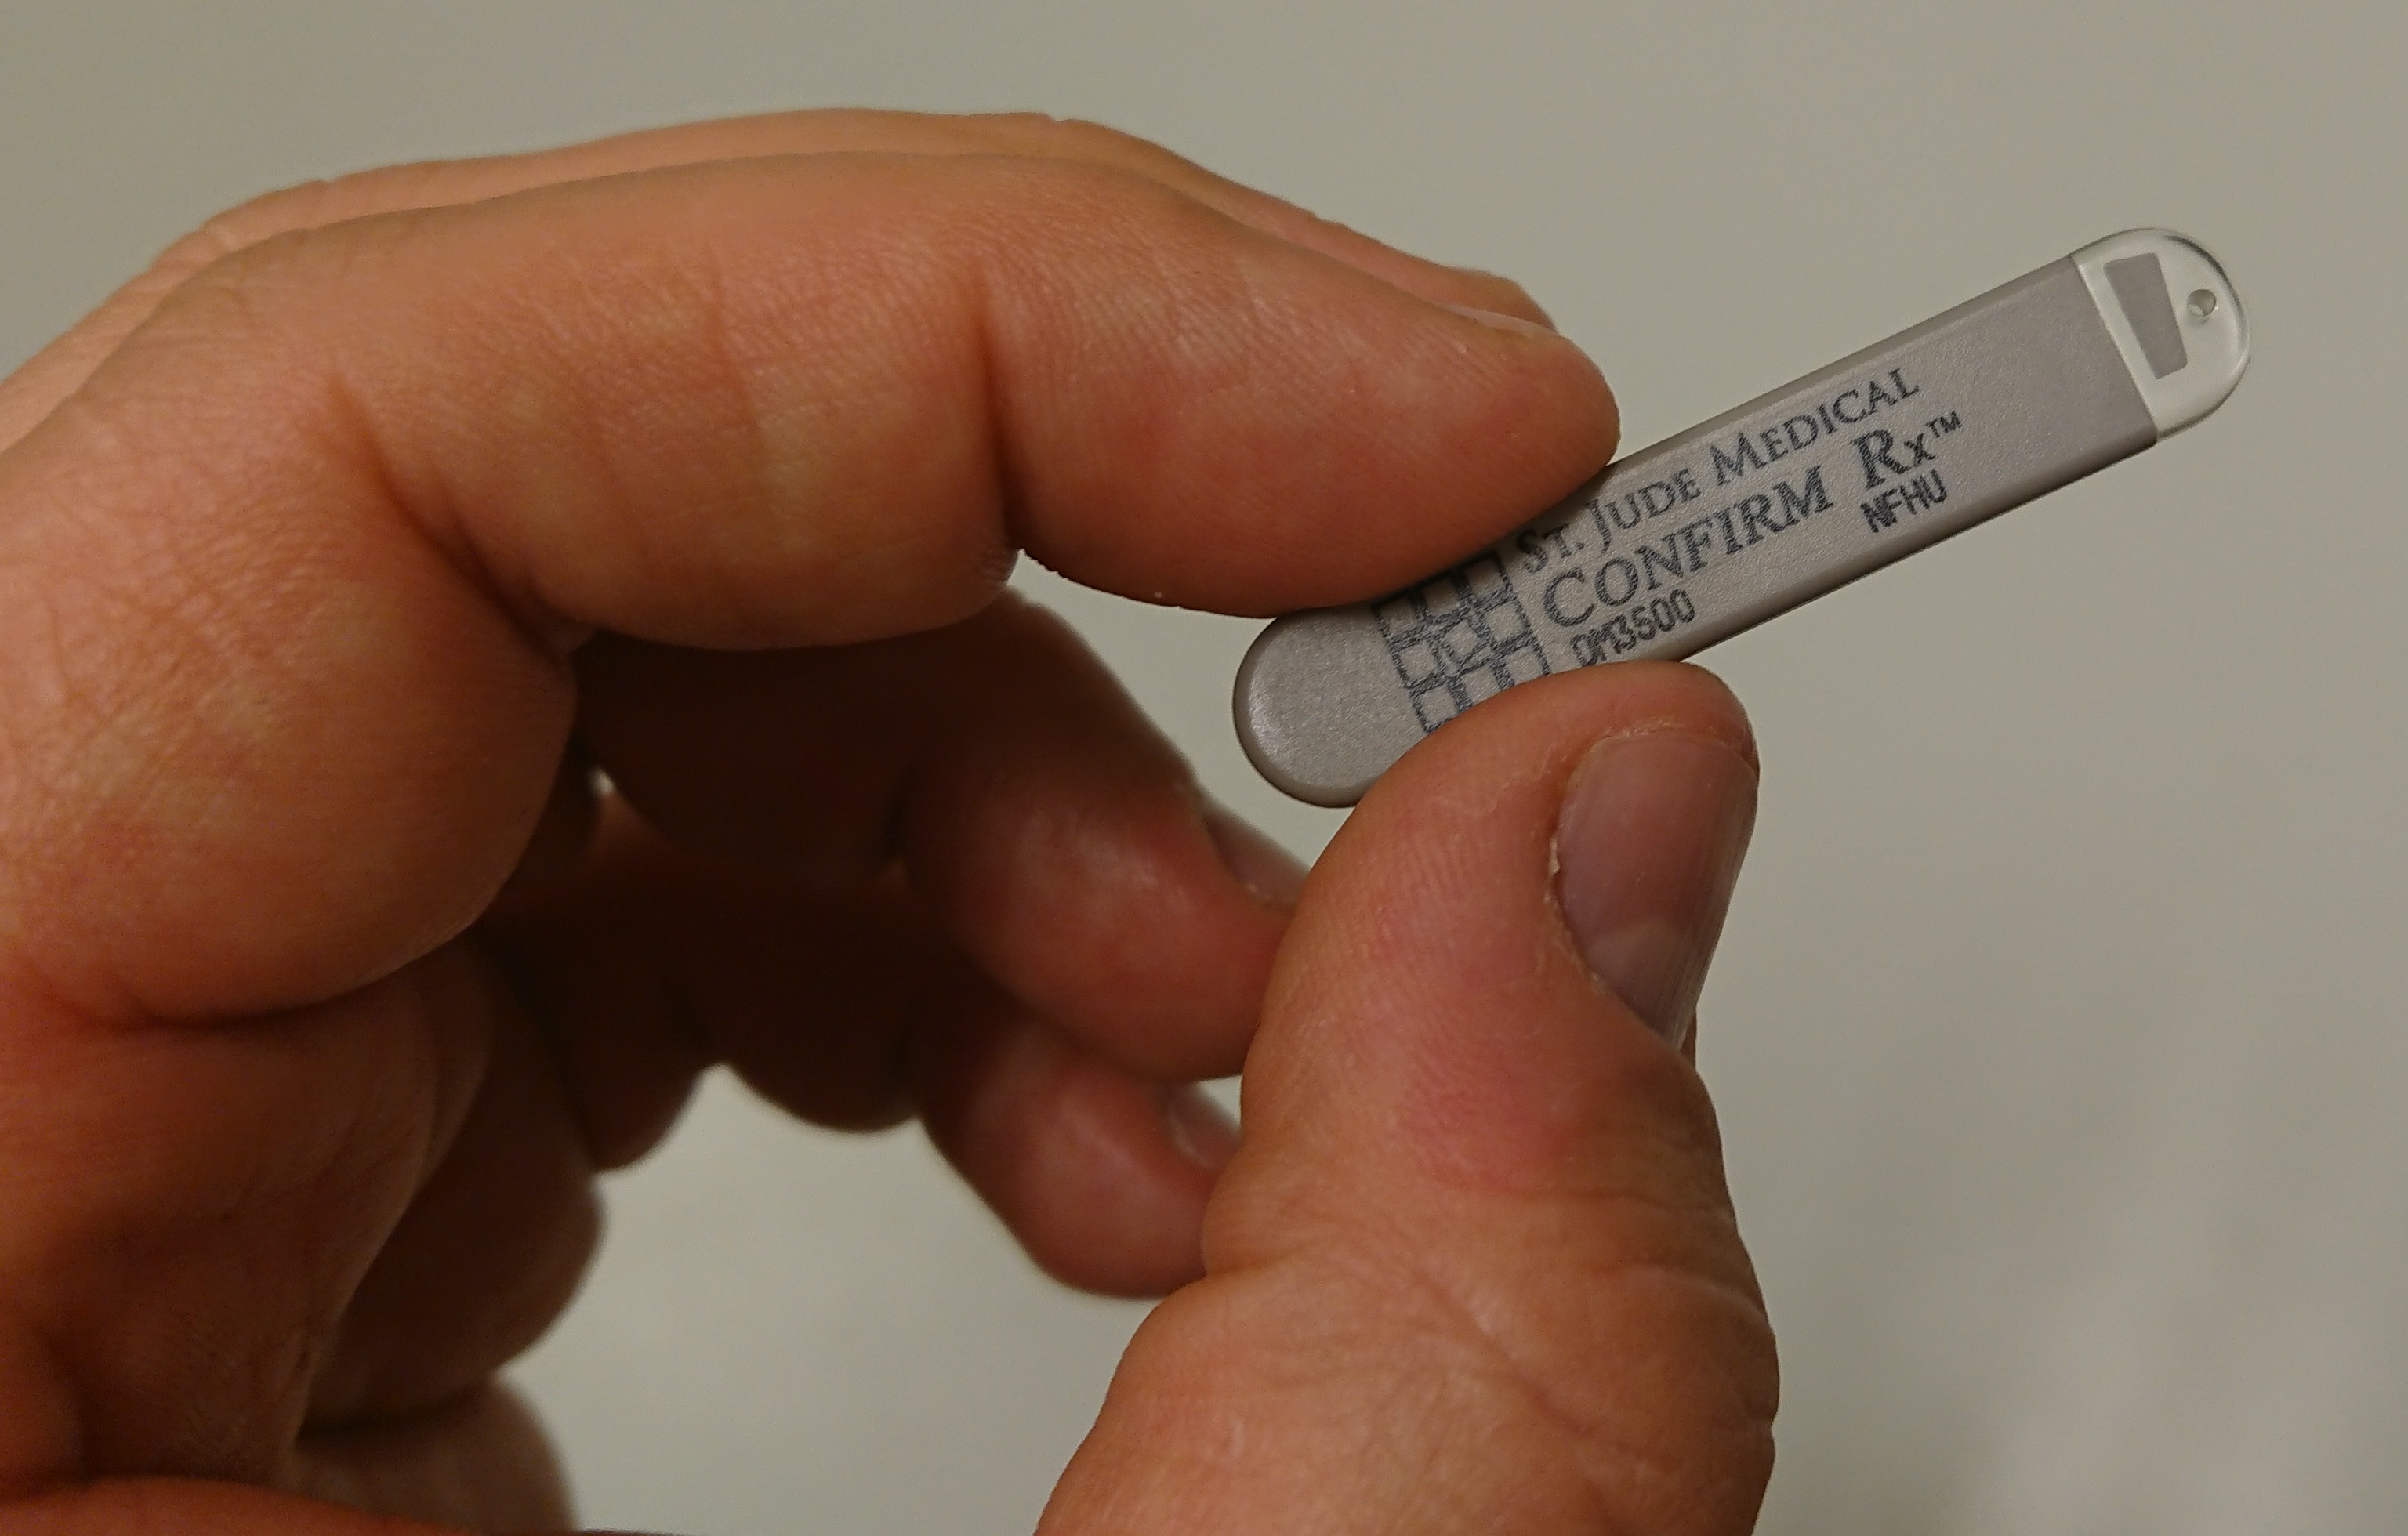 ST. JUDE MEDICAL
CONFIRM Rx™
DM3500 NFHU